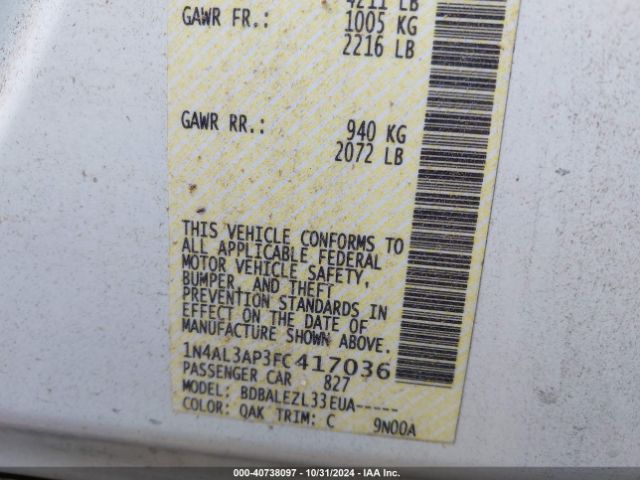 4211 LB
GAWR FR.: 1005 KG
2216 LB
GAWR RR.: 940 KG
2072 LB
THIS VEHICLE CONFORMS TO
ALL APPLICABLE FEDERAL
MOTOR VEHICLE SAFETY,
BUMPER, AND THEFT
PREVENTION STANDARDS IN
EFFECT ON THE DATE OF
MANUFACTURE SHOWN ABOVE.
1N4AL3AP3FC417036
PASSENGER CAR 827
MODEL: BDBALEZL33EUA-----
COLOR: QAK TRIM: C 9N00A
000-40738097 - 10/31/2024 - IAA Inc.